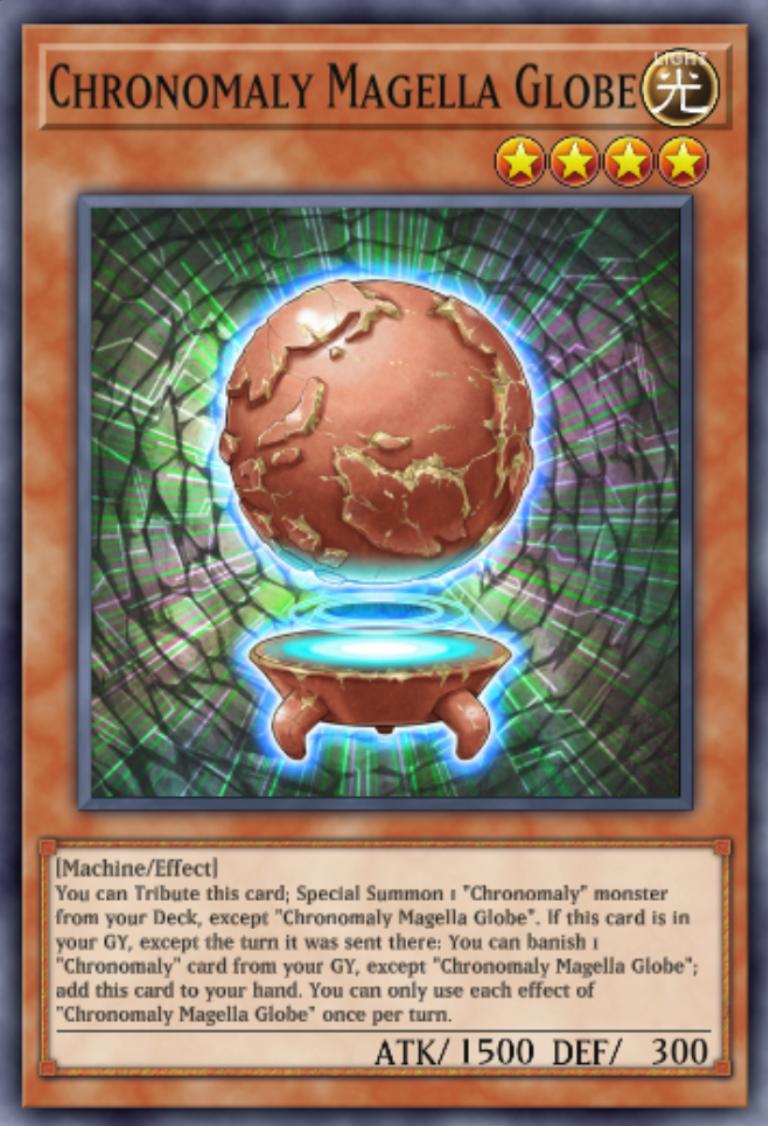 CHRONOMALY MAGELLA GLOBE
LIGHT
光
[Machine/Effect]
You can Tribute this card; Special Summon 1 "Chronomaly" monster
from your Deck, except "Chronomaly Magella Globe". If this card is in
your GY, except the turn it was sent there: You can banish 1
"Chronomaly" card from your GY, except "Chronomaly Magella Globe";
add this card to your hand. You can only use each effect of
"Chronomaly Magella Globe" once per turn.
ATK/ 1500 DEF/ 300